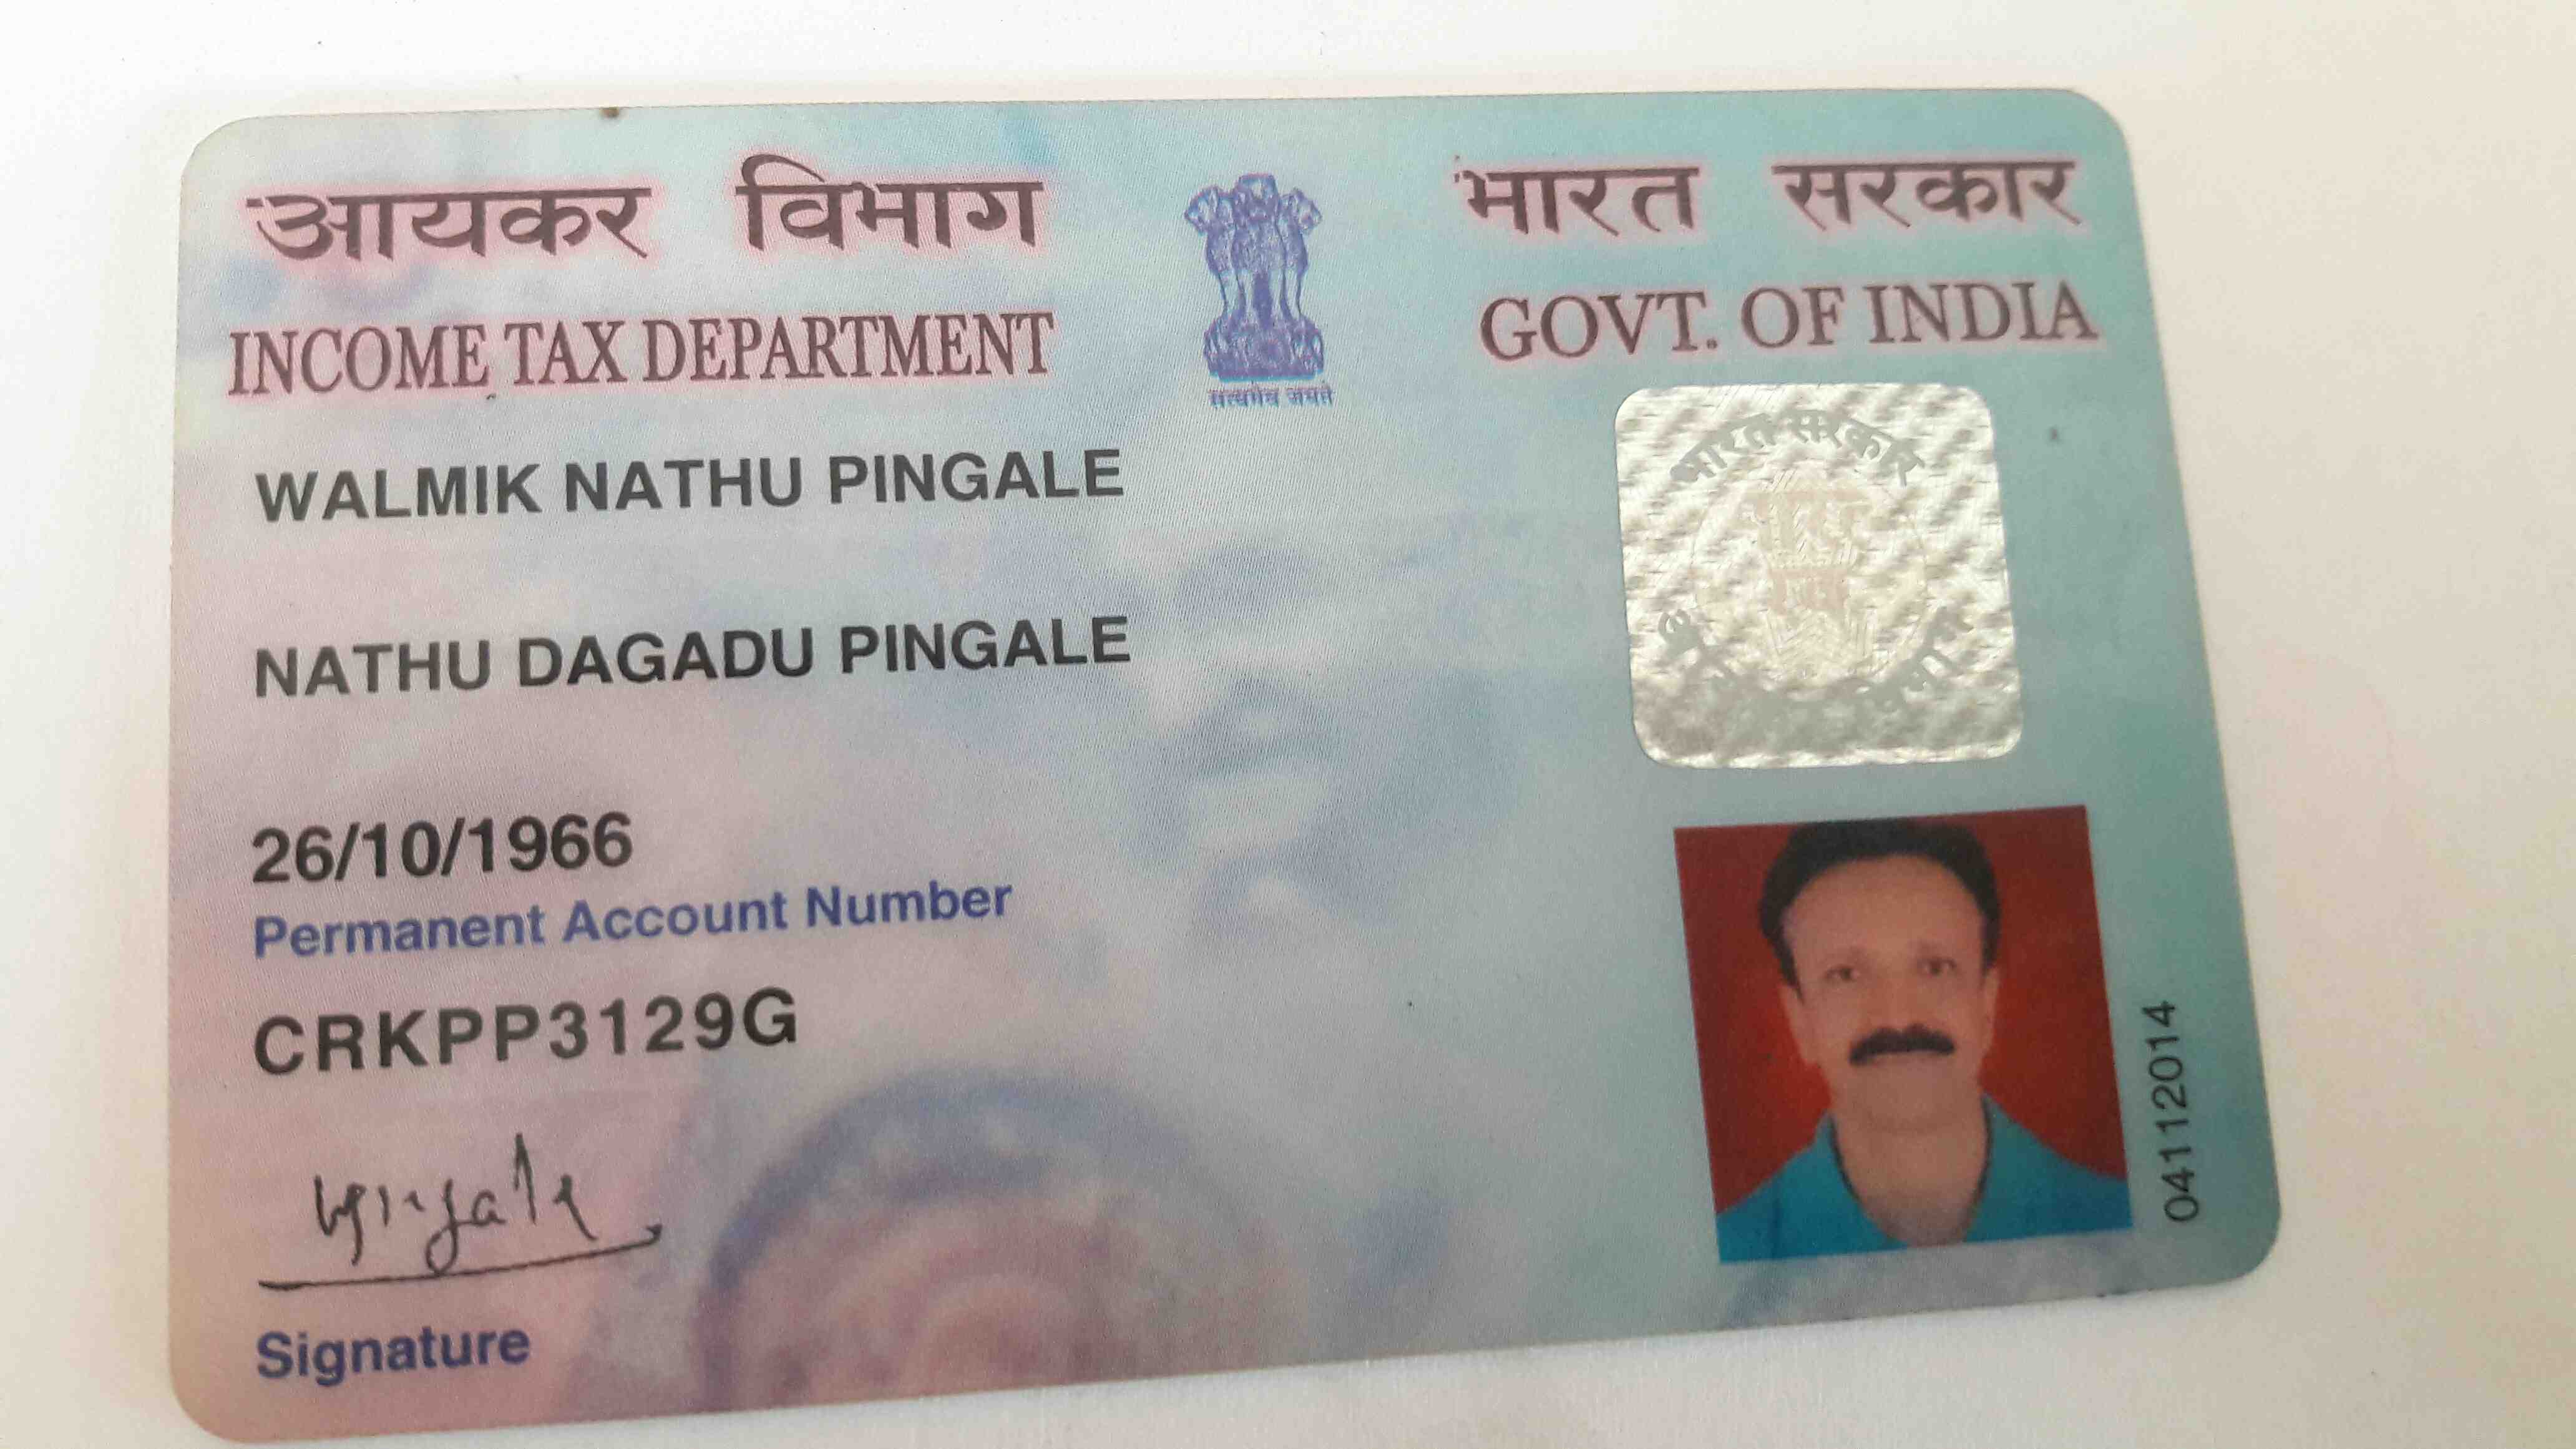 आयकर विभाग
भारत सरकार
INCOME TAX DEPARTMENT
GOVT. OF INDIA
सत्यमेव जयते
WALMIK NATHU PINGALE
भारत सरकार
NATHU DAGADU PINGALE
26/10/1966
Permanent Account Number
CRKPP3129G
04112014
Signature